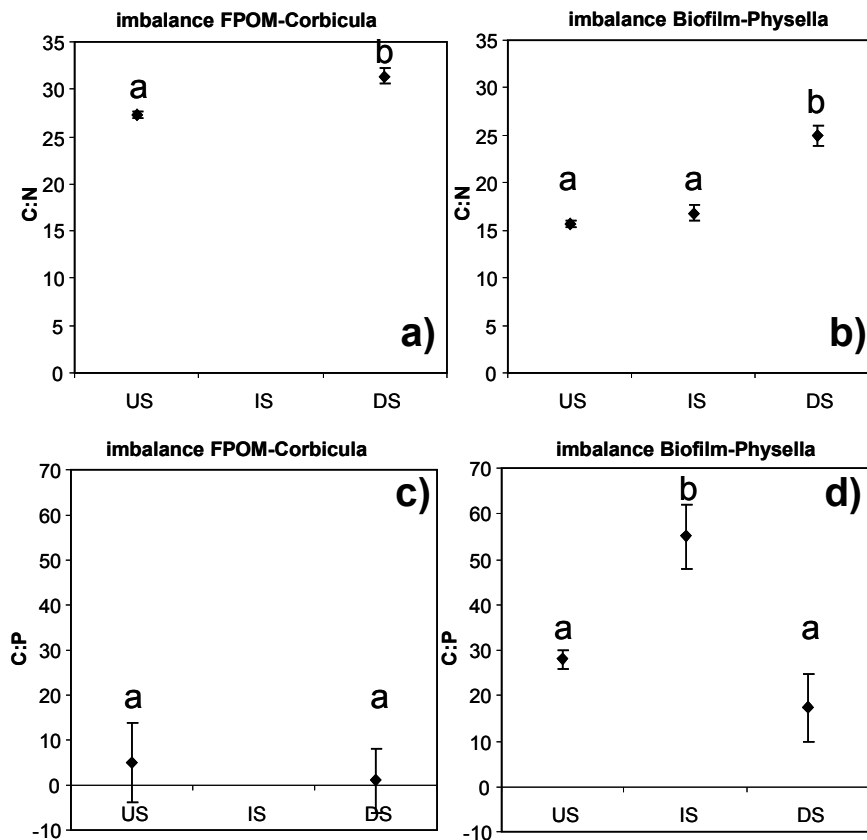 imbalance FPOM-Corbicula
35
30
25
20
15
10
5
0
C:N
a
b
a)
US IS DS
imbalance Biofilm-Physella
35
30
25
20
15
10
5
0
C:N
a
a
b
b)
US IS DS
imbalance FPOM-Corbicula
70
60
50
40
30
20
10
0
-10
C:P
a
a
c)
US IS DS
imbalance Biofilm-Physella
70
60
50
40
30
20
10
0
-10
C:P
a
b
a
d)
US IS DS